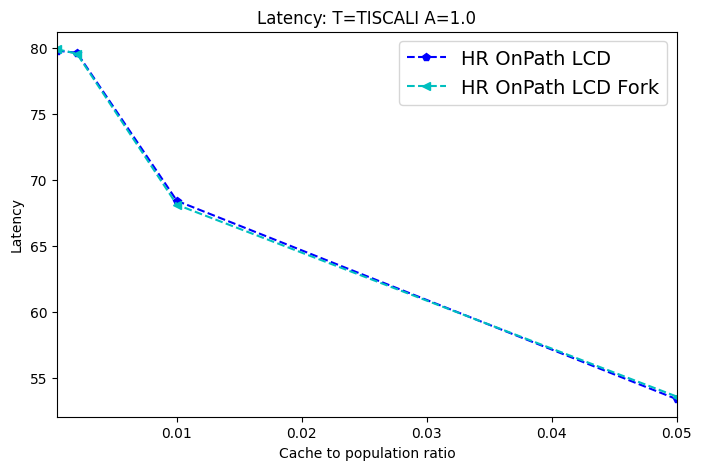 Latency: T=TISCALI A=1.0
HR OnPath LCD
HR OnPath LCD Fork
80
75
70
65
60
55
Latency
0.01 0.02 0.03 0.04 0.05
Cache to population ratio